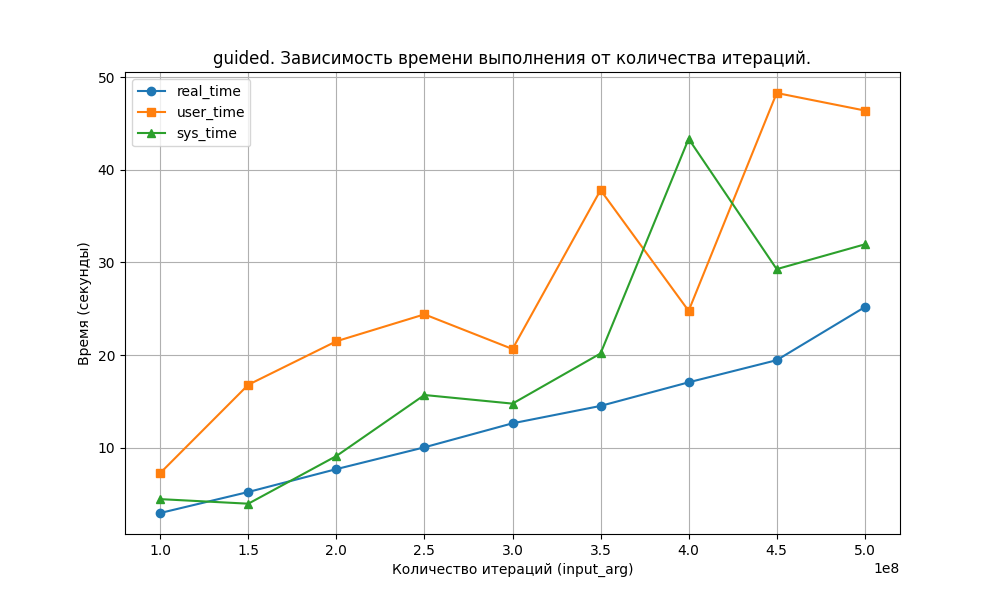 guided. Зависимость времени выполнения от количества итераций.
real_time
user_time
sys_time
Время (секунды)
50
40
30
20
10
1.0 1.5 2.0 2.5 3.0 3.5 4.0 4.5 5.0
1e8
Количество итераций (input_arg)